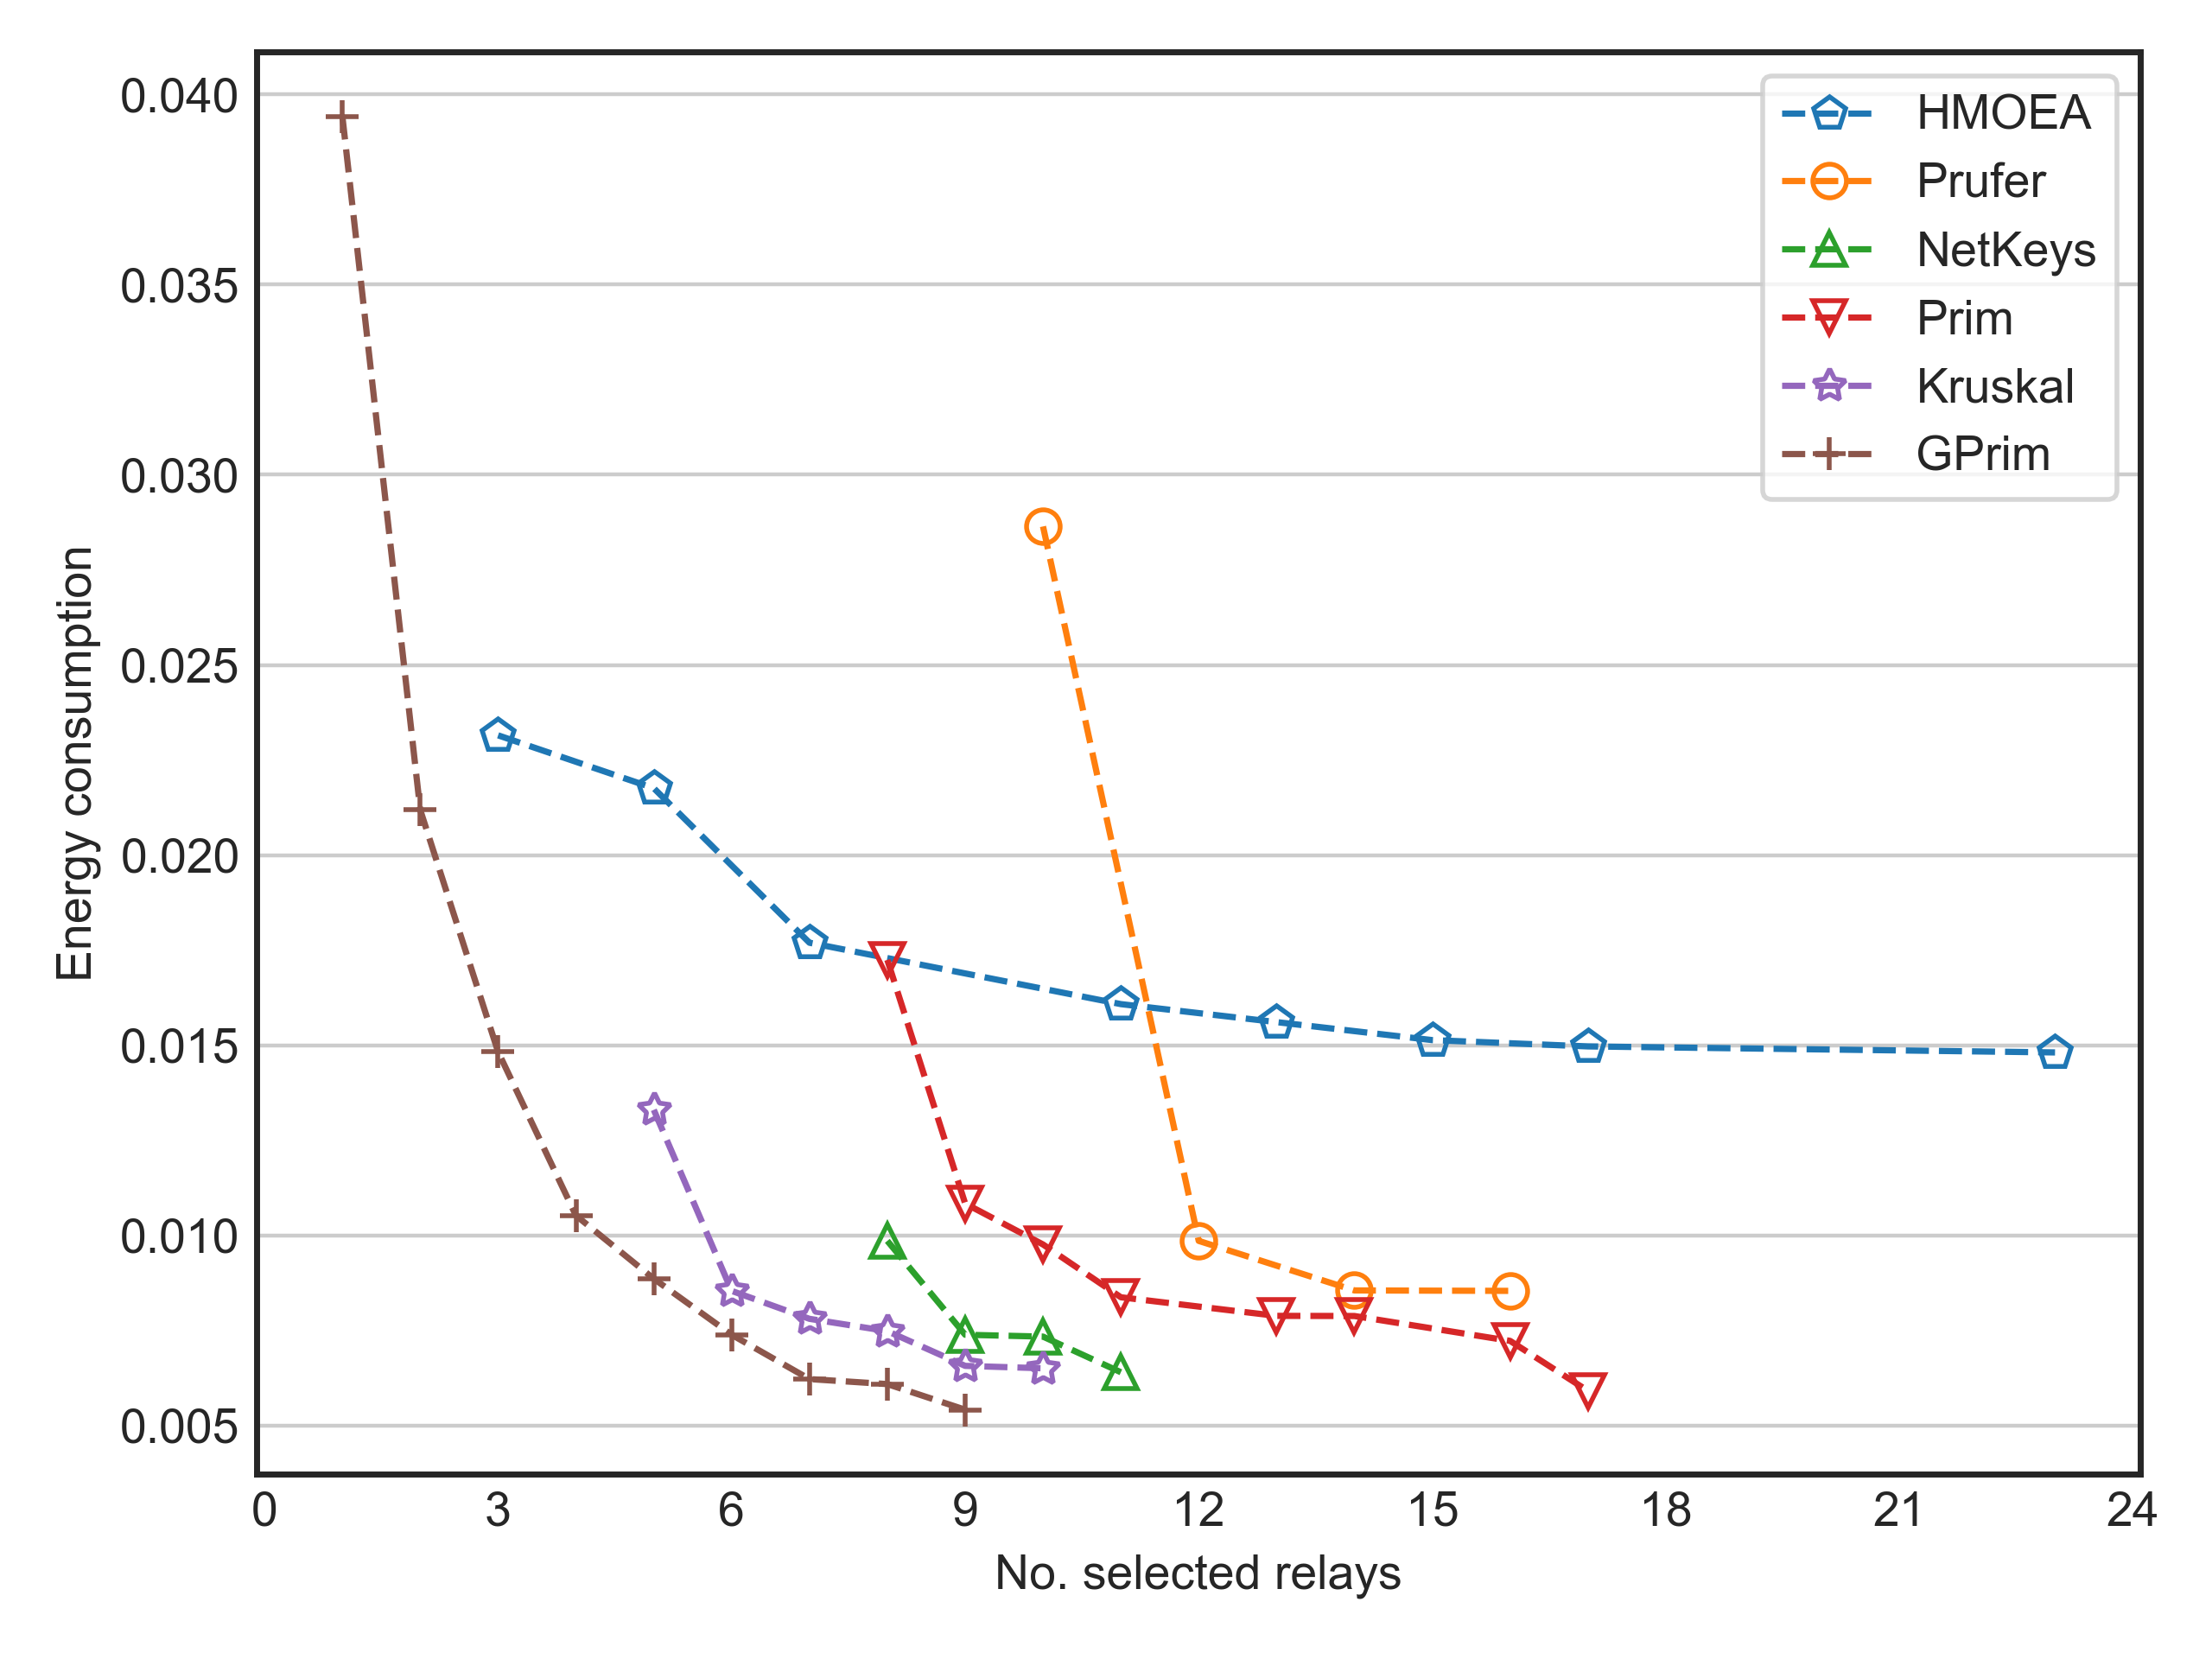 0.040
0.035
0.030
0.025
0.020
0.015
0.010
0.005
Energy consumption
0 3 6 9 12 15 18 21 24
No. selected relays
HMOEA
Prufer
NetKeys
Prim
Kruskal
GPrim